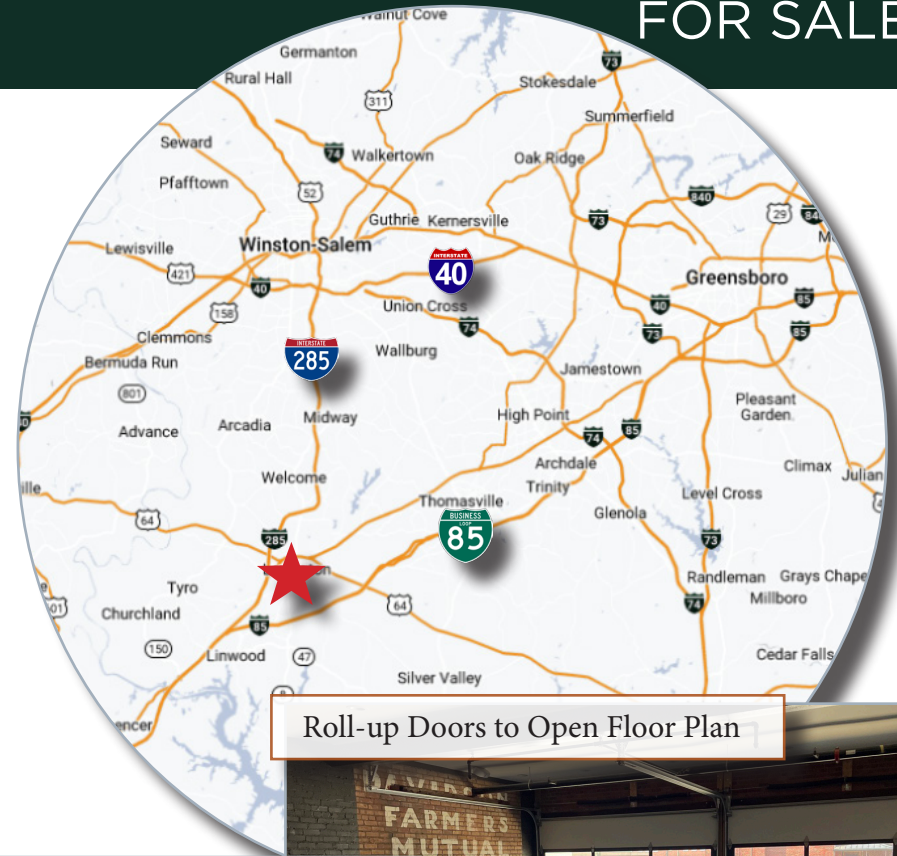 FOR SALE
Walnut Cove
Germanton
73
Rural Hall
Stokesdale
311
Summerfield
Seward
74
Walkertown
Oak Ridge
Pfafftown
52
840
Guthrie
Kernersville
73
29
Lewisville
Winston-Salem
421
INTERSTATE
40
40
Greensboro
85
Union Cross
40
158
74
73
85
Clemmons
INTERSTATE
285
Wallburg
Bermuda Run
Jamestown
801
Pleasant
Garden
Arcadia
Midway
High Point
Advance
74
85
Archdale
Climax
Julian
Welcome
Trinity
Level Cross
Thomasville
64
Glenola
BUSINESS
LOOP
85
285
73
Tyro
Randleman
Grays Chape
Churchland
64
74
Millboro
85
150
Linwood
47
Cedar Falls
Silver Valley
Roll-up Doors to Open Floor Plan
FARMERS
MUTUAL